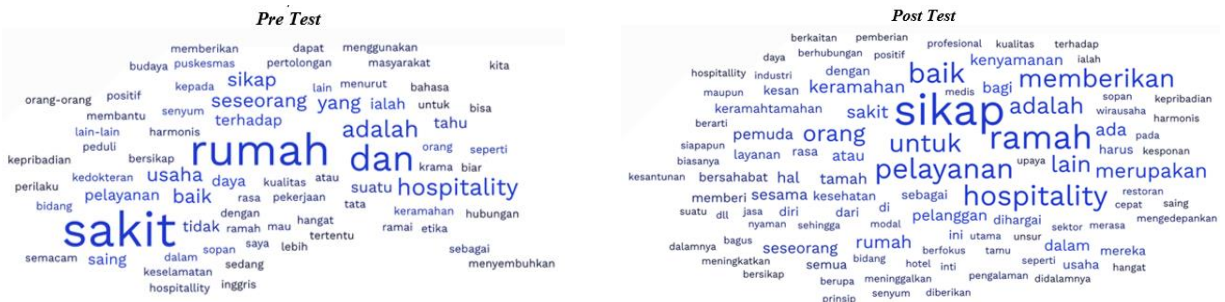 Pre Test
memberikan dapat menggunakan
budaya puskesmas pertolongan masyarakat kita
kepada sikap lain menurut bahasa
orang-orang positif senyum seseorang yang ialah untuk bisa
membantu terhadap
lain-lain harmonis adalah tahu
peduli rumah orang seperti
kepribadian bersikap dan krama biar
kedokteran usaha daya kualitas atau
perilaku suatu hospitality
pelayanan baik rasa pekerjaan
bidang tata
dengan hangat keramahan hubungan
sakit tidak ramah mau ramai etika
tertentu
sopan saya lebih
semacam saing dalam sebagai
sedang menyembuhkan
keselamatan
hospitallity inggris
Post Test
berkaitan pemberian
profesional kualitas terhadap
daya berhubungan positif
kenyamanan ialah
hospitallity industri dengan baik memberikan
maupun kesan keramahan medis bagi
sopan kepribadian
keramahtamahan sakit sikap adalah wirausaha
berarti harmonis
pemuda orang untuk ramah ada pada
siapapun harus kesponan
biasanya layanan rasa atau
pelayanan upaya lain merupakan
kesantunan bersahabat hal tamah
restoran
memberi sesama kesehatan sebagai hospitality cepat saing
suatu dll jasa diri dari di pelanggan dihargai mengedepankan
nyaman sehingga modal sektor merasa
ini utama unsur
dalamnya bagus seseorang rumah berfokus tamu dalam mereka
meningkatkan semua bidang hotel inti seperti usaha hangat
bersikap pengalaman didalamnya
berupa meninggalkan
prinsip senyum diberikan